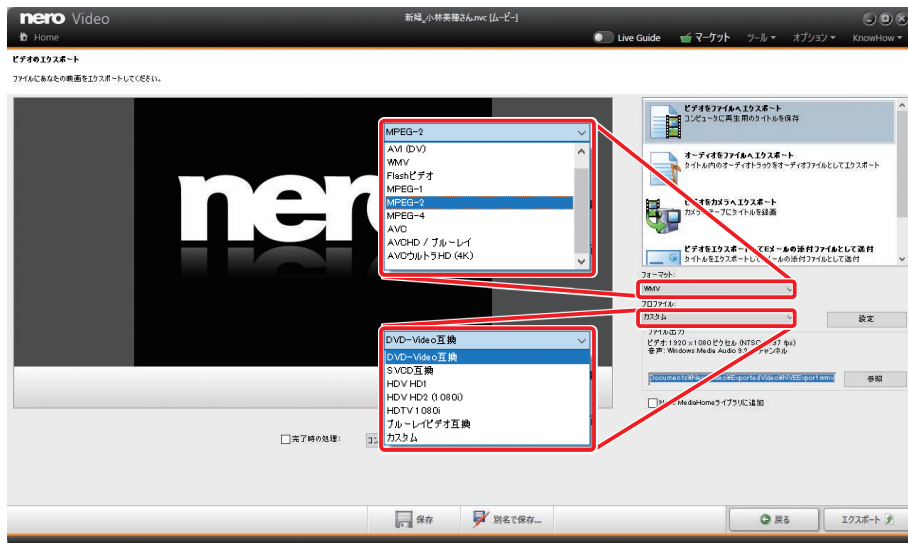 nero Video
新婦_小林美穂さん.nvc [ムービー]
Home
Live Guide
マーケット
ツール
オプション
KnowHow
ビデオのエクスポート
ファイルにあなたの映画をエクスポートしてください。
ner
MPEG-2
AVI (DV)
WMV
Flashビデオ
MPEG-1
MPEG-2
MPEG-4
AVC
AVCHD / ブルーレイ
AVCウルトラHD (4K)
DVD-Video互換
DVD-Video互換
SVCD互換
HDV HD1
HDV HD2 (1080i)
HDTV 1080i
ブルーレイビデオ互換
カスタム
ビデオをファイルへエクスポート
コンピュータに再生用のタイトルを保存
オーディオをファイルへエクスポート
タイトル内のオーディオトラックをオーディオファイルとしてエクスポート
ビデオをカメラへエクスポート
タイトルを録画
ビデオをエクスポートしてEメールの添付ファイルとして送付
タイトルをエクスポートしてEメールの添付ファイルとして送付
フォーマット:
WMV
プロファイル:
カスタム
設定
ファイル出力
ビデオ: 1920 x 1080 ピクセル (NTSC
音声: Windows Media Audio
参照
MediaHomeライブラリに追加
完了時の処理:
保存
別名で保存...
戻る
エクスポート